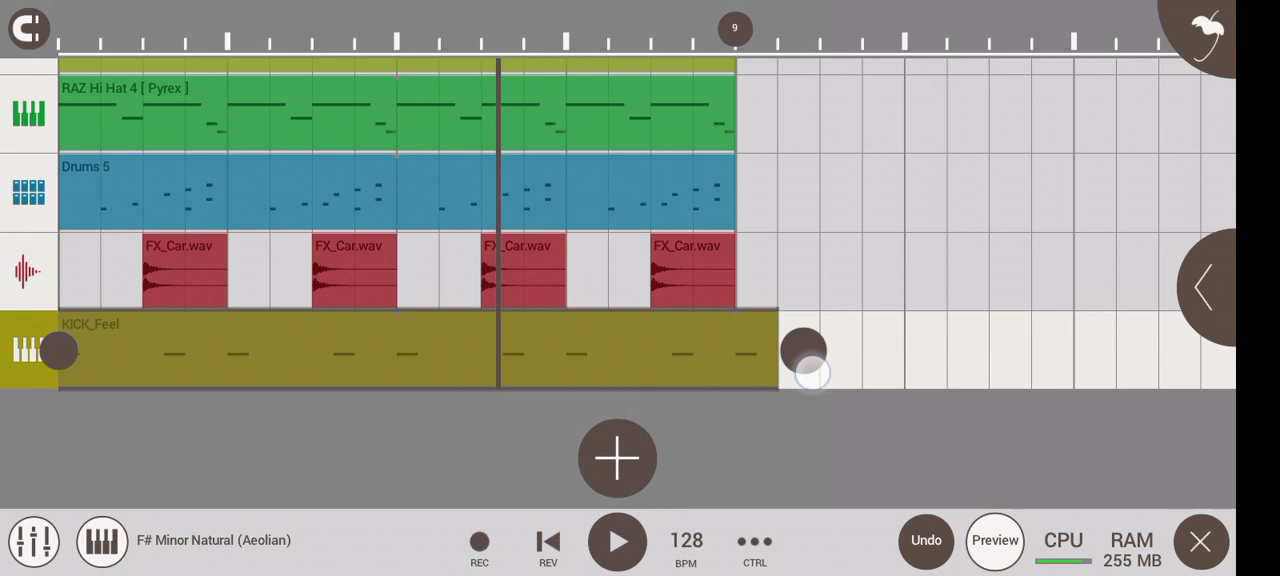 9
RAZ Hi Hat 4 [ Pyrex ]
Drums 5
FX_Car.wav
FX_Car.wav
FX_Car.wav
FX_Car.wav
KICK_Feel
F# Minor Natural (Aeolian)
REC
REV
128
BPM
CTRL
Undo
Preview
CPU
RAM
255 MB